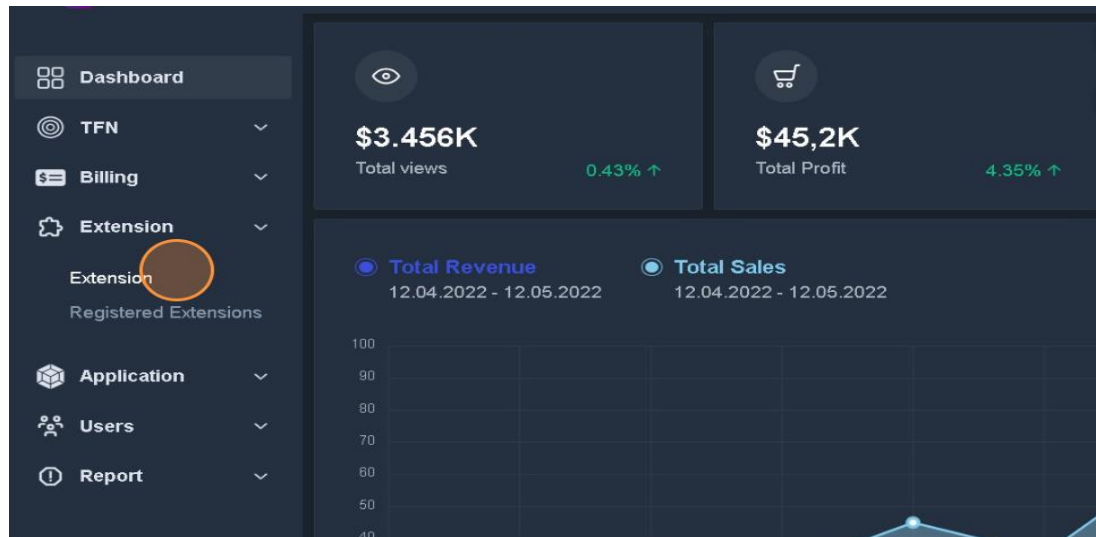 Dashboard
TFN
Billing
Extension
Extension
Registered Extensions
Application
Users
Report
$3.456K
Total views
0.43% ↑
$45,2K
Total Profit
4.35% ↑
Total Revenue
12.04.2022 - 12.05.2022
Total Sales
12.04.2022 - 12.05.2022
100
90
80
70
60
50
40